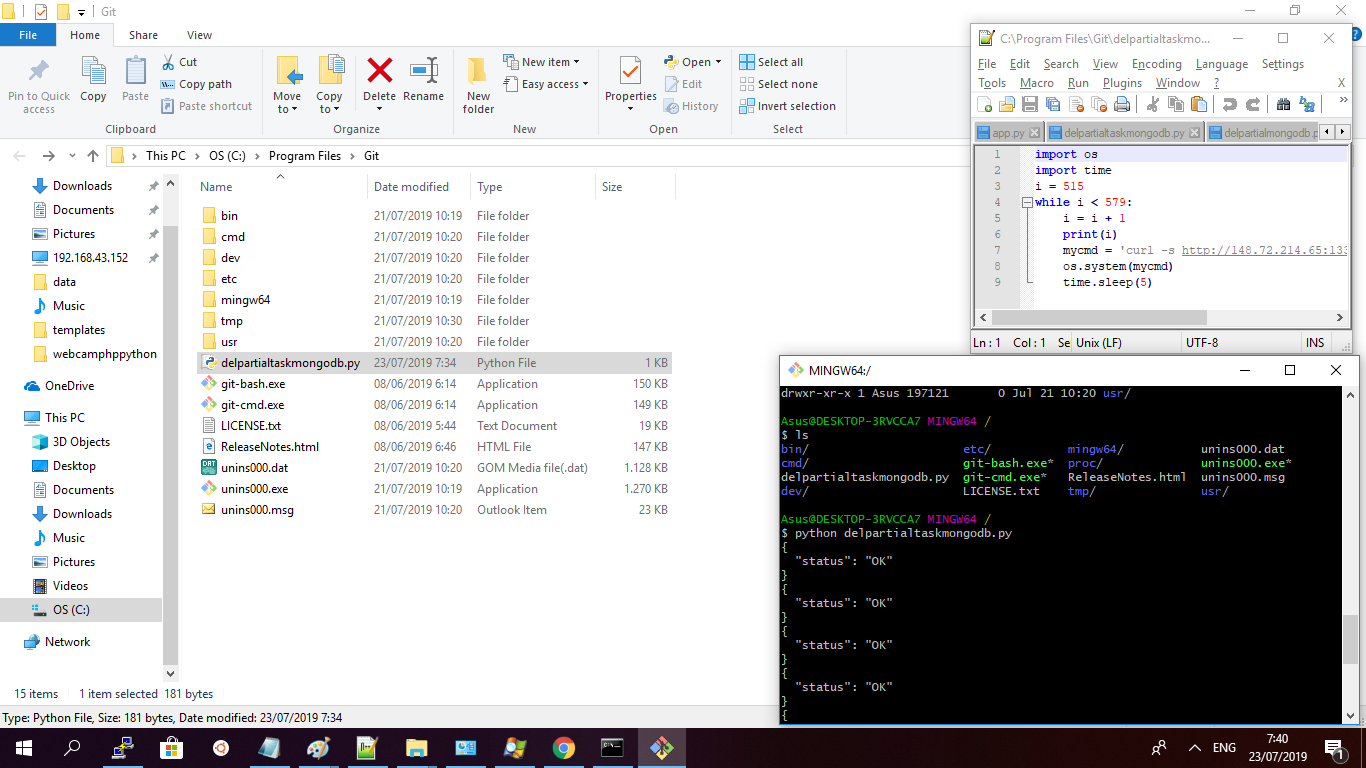 Git
File Home Share View
Pin to Quick access
Copy
Paste
Cut
Copy path
Paste shortcut
Clipboard
Move to
Copy to
Delete
Rename
Organize
New folder
New item
Easy access
New
Properties
Open
Edit
History
Open
Select all
Select none
Invert selection
Select
This PC > OS (C:) > Program Files > Git
Downloads
Documents
Pictures
192.168.43.152
data
Music
templates
webcamphppython
OneDrive
This PC
3D Objects
Desktop
Documents
Downloads
Music
Pictures
Videos
OS (C:)
Network
Name Date modified Type Size
bin 21/07/2019 10:19 File folder
cmd 21/07/2019 10:20 File folder
dev 21/07/2019 10:20 File folder
etc 21/07/2019 10:20 File folder
mingw64 21/07/2019 10:19 File folder
tmp 21/07/2019 10:30 File folder
usr 21/07/2019 10:20 File folder
delpartialtaskmongodb.py 23/07/2019 7:34 Python File 1 KB
git-bash.exe 08/06/2019 6:14 Application 150 KB
git-cmd.exe 08/06/2019 6:14 Application 149 KB
LICENSE.txt 08/06/2019 5:44 Text Document 19 KB
ReleaseNotes.html 08/06/2019 6:46 HTML File 147 KB
unins000.dat 21/07/2019 10:20 GOM Media file(.dat) 1.128 KB
unins000.exe 21/07/2019 10:19 Application 1.270 KB
unins000.msg 21/07/2019 10:20 Outlook Item 23 KB
15 items 1 item selected 181 bytes
Type: Python File, Size: 181 bytes, Date modified: 23/07/2019 7:34
C:\Program Files\Git\delpartialtaskmo...
File Edit Search View Encoding Language Settings
Tools Macro Run Plugins Window ? X
app.py delpartialtaskmongodb.py delpartialmongodb.p
1 import os
2 import time
3 i = 515
4 while i < 579:
5 i = i + 1
6 print(i)
7 mycmd = 'curl -s http://148.72.214.65:133
8 os.system(mycmd)
9 time.sleep(5)
Ln : 1 Col : 1 Se Unix (LF) UTF-8 INS
MINGW64:/
drwxr-xr-x 1 Asus 197121 0 Jul 21 10:20 usr/
Asus@DESKTOP-3RVCCA7 MINGW64 /
$ ls
bin/ etc/ mingw64/ unins000.dat
cmd/ git-bash.exe* proc/ unins000.exe*
delpartialtaskmongodb.py git-cmd.exe* ReleaseNotes.html unins000.msg
dev/ LICENSE.txt tmp/ usr/
Asus@DESKTOP-3RVCCA7 MINGW64 /
$ python delpartialtaskmongodb.py
{
"status": "OK"
}
{
"status": "OK"
}
{
"status": "OK"
}
{
"status": "OK"
}
{
ENG
7:40
23/07/2019
1